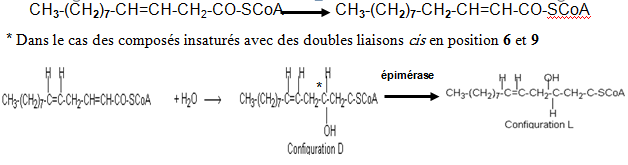 CH₃-(CH₂)₇-CH=CH-CH₂-CO-SCoA ⟶ CH₃-(CH₂)₇-CH₂-CH=CH-CO-SCoA
* Dans le cas des composés insaturés avec des doubles liaisons cis en position 6 et 9
H H H H H épimérase H H OH
CH₃-(CH₂)₇-C=C-CH₂-CH=CH-CO-SCoA + H₂O ⟶ CH₃-(CH₂)₇-C=C-CH₂-C-CH₂-C-SCoA * ⟶ CH₃-(CH₂)₇-C=C-CH₂-C-CH₂-C-SCoA
OH H
Configuration D Configuration L